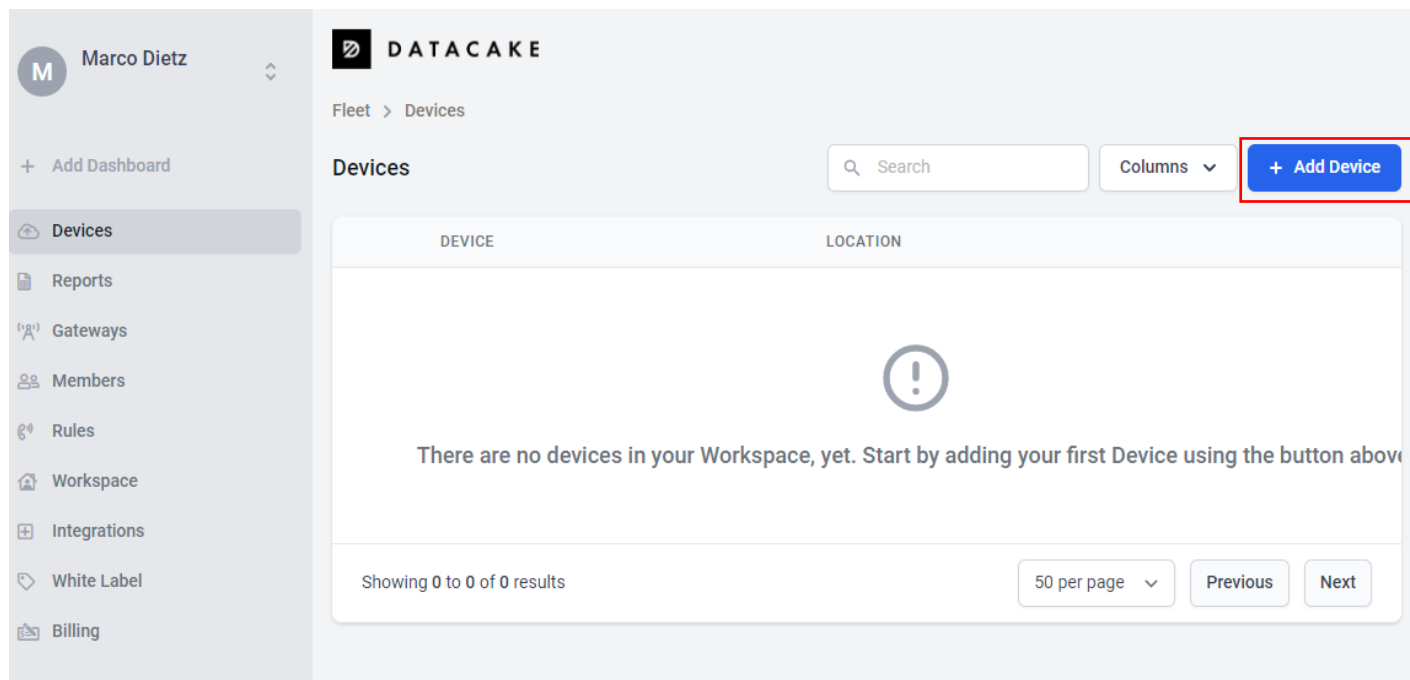 M
Marco Dietz
Add Dashboard
Devices
Reports
Gateways
Members
Rules
Workspace
Integrations
White Label
Billing
DATACAKE
Fleet > Devices
Devices
Search
Columns
+ Add Device
DEVICE LOCATION
There are no devices in your Workspace, yet. Start by adding your first Device using the button above
Showing 0 to 0 of 0 results
50 per page
Previous
Next